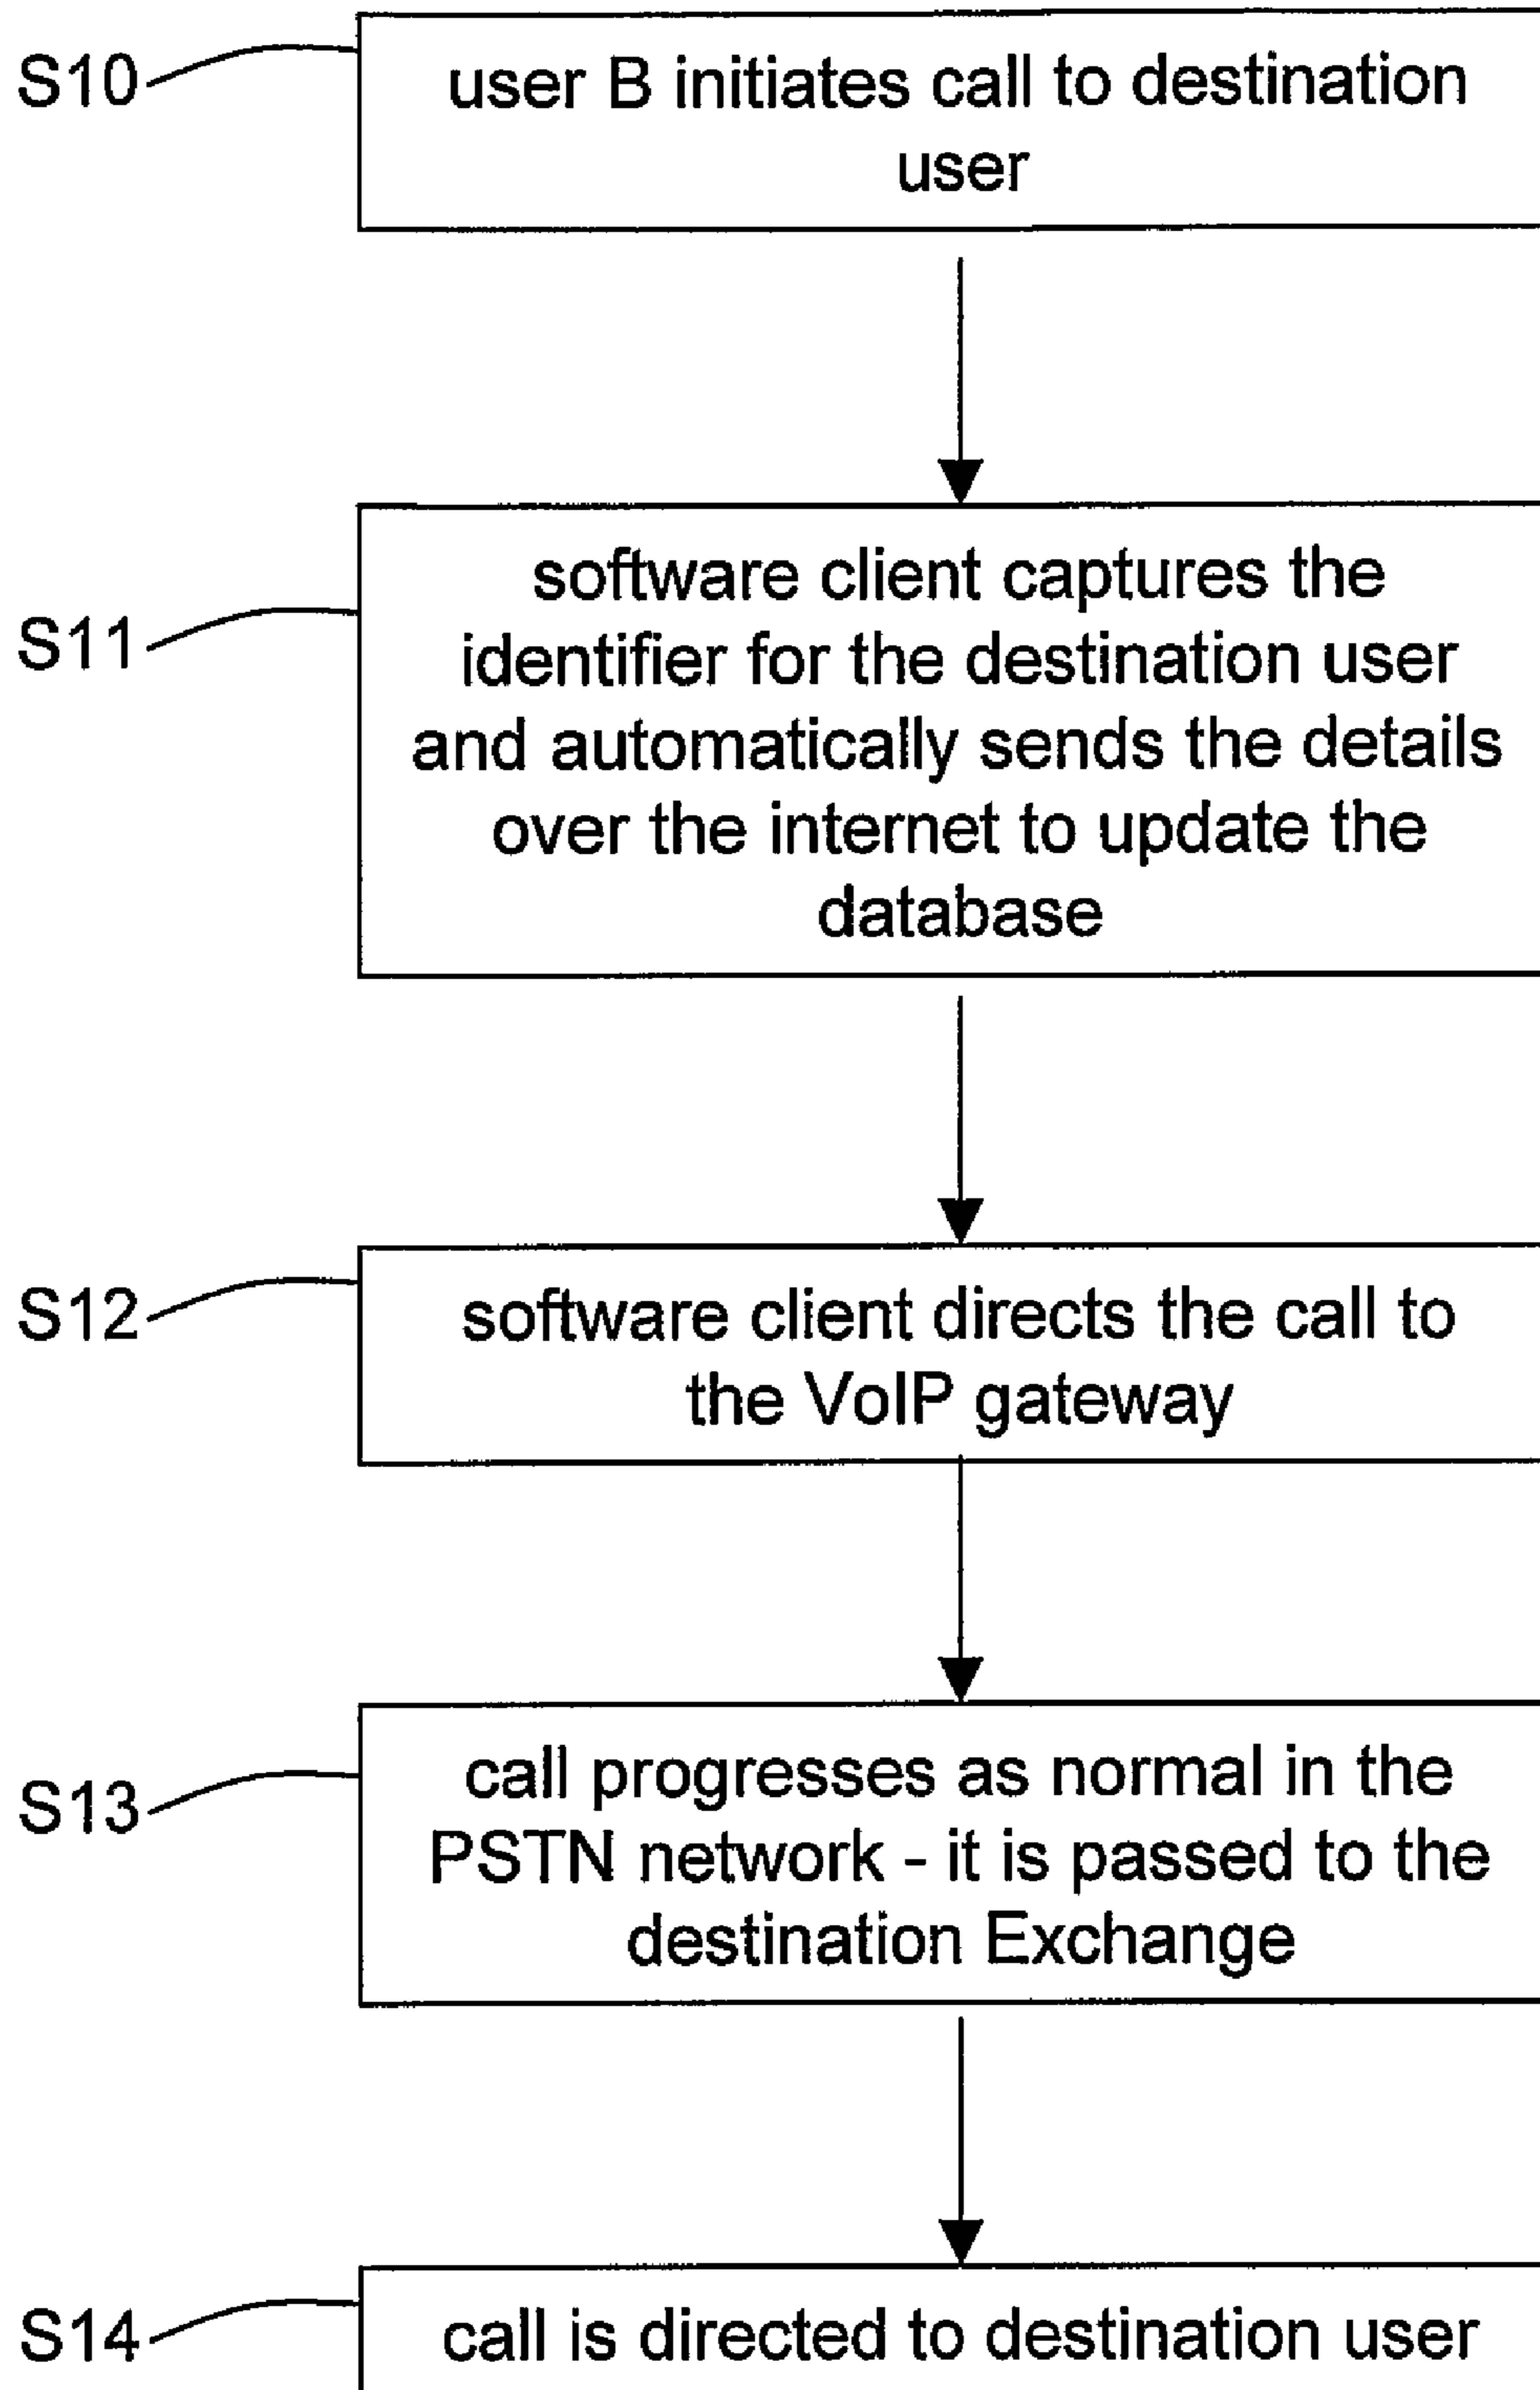 S10
user B initiates call to destination
user
S11
software client captures the
identifier for the destination user
and automatically sends the details
over the internet to update the
database
S12
software client directs the call to
the VoIP gateway
S13
call progresses as normal in the
PSTN network - it is passed to the
destination Exchange
S14
call is directed to destination user